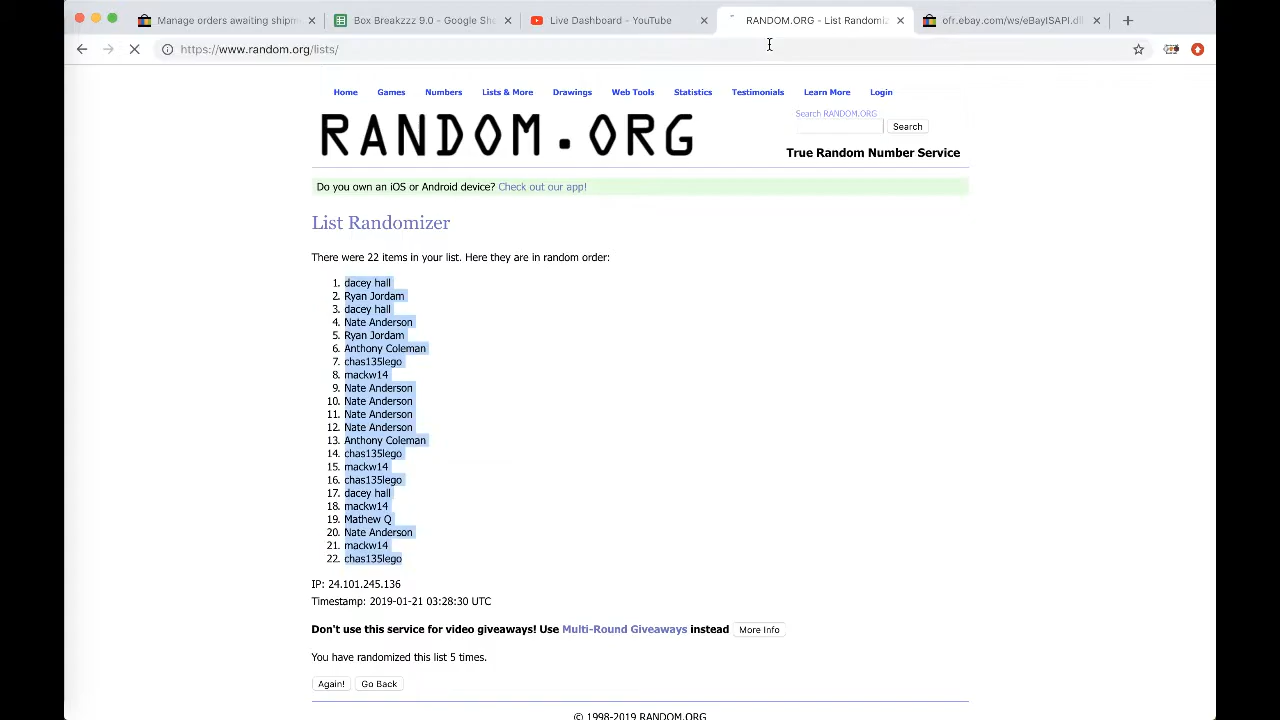 Manage orders awaiting shipm
Box Breakzzz 9.0 - Google She
Live Dashboard - YouTube
RANDOM.ORG - List Randomiz
ofr.ebay.com/ws/eBayISAPI.dll
https://www.random.org/lists/
Home Games Numbers Lists & More Drawings Web Tools Statistics Testimonials Learn More Login
Search RANDOM.ORG
Search
RANDOM.ORG
True Random Number Service
Do you own an iOS or Android device? Check out our app!
List Randomizer
There were 22 items in your list. Here they are in random order:
1. dacey hall
2. Ryan Jordam
3. dacey hall
4. Nate Anderson
5. Ryan Jordam
6. Anthony Coleman
7. chas135lego
8. mackw14
9. Nate Anderson
10. Nate Anderson
11. Nate Anderson
12. Nate Anderson
13. Anthony Coleman
14. chas135lego
15. mackw14
16. chas135lego
17. dacey hall
18. mackw14
19. Mathew Q
20. Nate Anderson
21. mackw14
22. chas135lego
IP: 24.101.245.136
Timestamp: 2019-01-21 03:28:30 UTC
Don't use this service for video giveaways! Use Multi-Round Giveaways instead More Info
You have randomized this list 5 times.
Again! Go Back
© 1998-2019 RANDOM.ORG